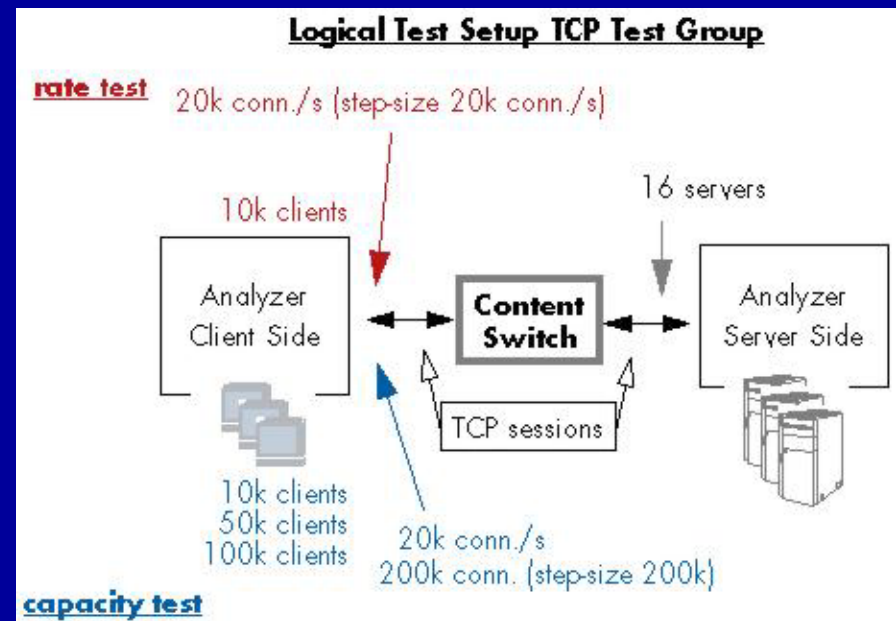 Logical Test Setup TCP Test Group
rate test
20k conn./s (step-size 20k conn./s)
10k clients
16 servers
Analyzer
Client Side
Content
Switch
Analyzer
Server Side
TCP sessions
10k clients
50k clients
100k clients
20k conn./s
200k conn. (step-size 200k)
capacity test